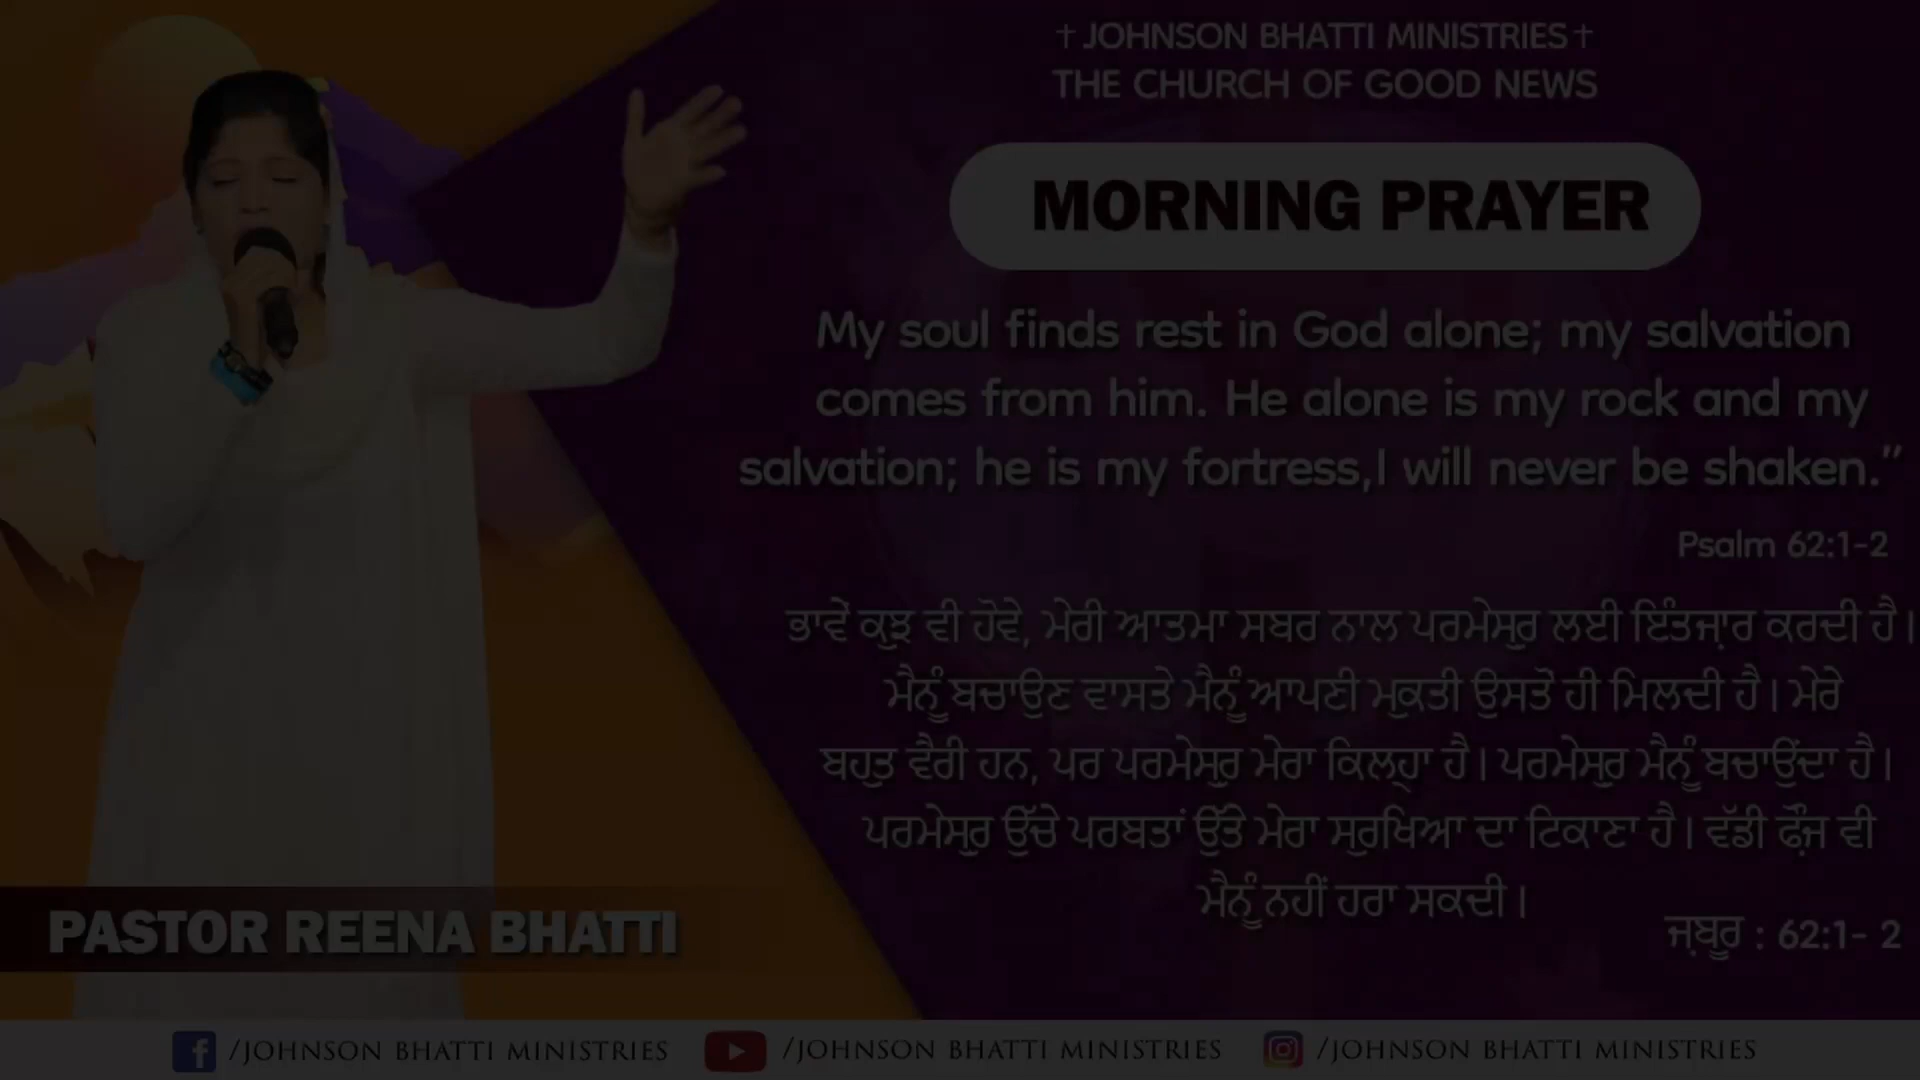 †JOHNSON BHATTI MINISTRIES†
THE CHURCH OF GOOD NEWS
MORNING PRAYER
My soul finds rest in God alone; my salvation
comes from him. He alone is my rock and my
salvation; he is my fortress,I will never be shaken.”
Psalm 62:1-2
ਭਾਵੇਂ ਕੁਝ ਵੀ ਹੋਵੇ, ਮੇਰੀ ਆਤਮਾ ਸਬਰ ਨਾਲ ਪਰਮੇਸੁਰ ਲਈ ਇੰਤਜ਼ਾਰ ਕਰਦੀ ਹੈ।
ਮੈਨੂੰ ਬਚਾਉਣ ਵਾਸਤੇ ਮੈਨੂੰ ਆਪਣੀ ਮੁਕਤੀ ਉਸਤੋਂ ਹੀ ਮਿਲਦੀ ਹੈ। ਮੇਰੇ
ਬਹੁਤ ਵੈਰੀ ਹਨ, ਪਰ ਪਰਮੇਸੁਰ ਮੇਰਾ ਕਿਲ੍ਹਾ ਹੈ। ਪਰਮੇਸੁਰ ਮੈਨੂੰ ਬਚਾਉਂਦਾ ਹੈ।
ਪਰਮੇਸੁਰ ਉੱਚੇ ਪਰਬਤਾਂ ਉੱਤੇ ਮੇਰਾ ਸੁਰੱਖਿਆ ਦਾ ਟਿਕਾਣਾ ਹੈ। ਵੱਡੀ ਫ਼ੌਜ ਵੀ
ਮੈਨੂੰ ਨਹੀਂ ਹਰਾ ਸਕਦੀ।
ਜ਼ਬੂਰ : 62:1- 2
PASTOR REENA BHATTI
/JOHNSON BHATTI MINISTRIES /JOHNSON BHATTI MINISTRIES /JOHNSON BHATTI MINISTRIES